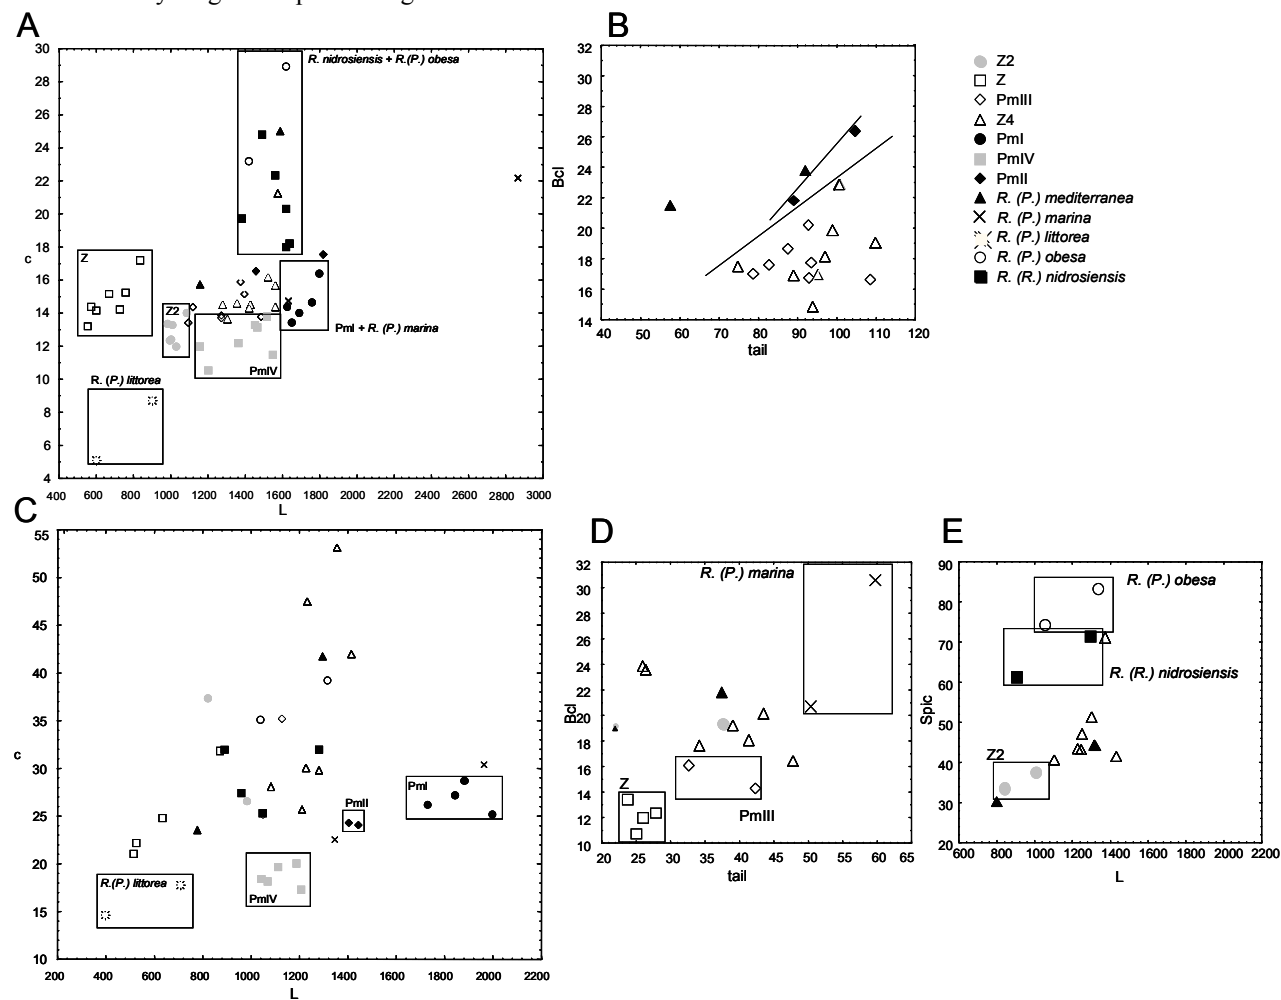 A
30
28
26
24
22
20
18
16
14
12
10
8
6
4
c
400 600 800 1000 1200 1400 1600 1800 2000 2200 2400 2600 2800 3000
L
R. nidrosiensis + R.(P.) obesa
Z
Z2
PmI + R. (P.) marina
PmIV
R. (P.) littorea
B
32
30
28
26
24
22
20
18
16
14
Bcl
40 50 60 70 80 90 100 110 120
tail
Z2
Z
PmIII
Z4
PmI
PmIV
PmII
R. (P.) mediterranea
R. (P.) marina
R. (P.) littorea
R. (P.) obesa
R. (R.) nidrosiensis
C
55
50
45
40
35
30
25
20
15
10
c
200 400 600 800 1000 1200 1400 1600 1800 2000 2200
L
PmI
PmII
R.(P.) littorea
PmIV
D
32
30
28
26
24
22
20
18
16
14
12
10
Bcl
20 25 30 35 40 45 50 55 60 65
tail
R. (P.) marina
Z
PmIII
E
90
80
70
60
50
40
30
20
Spic
600 800 1000 1200 1400 1600 1800 2000 2200
L
R. (P.) obesa
R. (R.) nidrosiensis
Z2